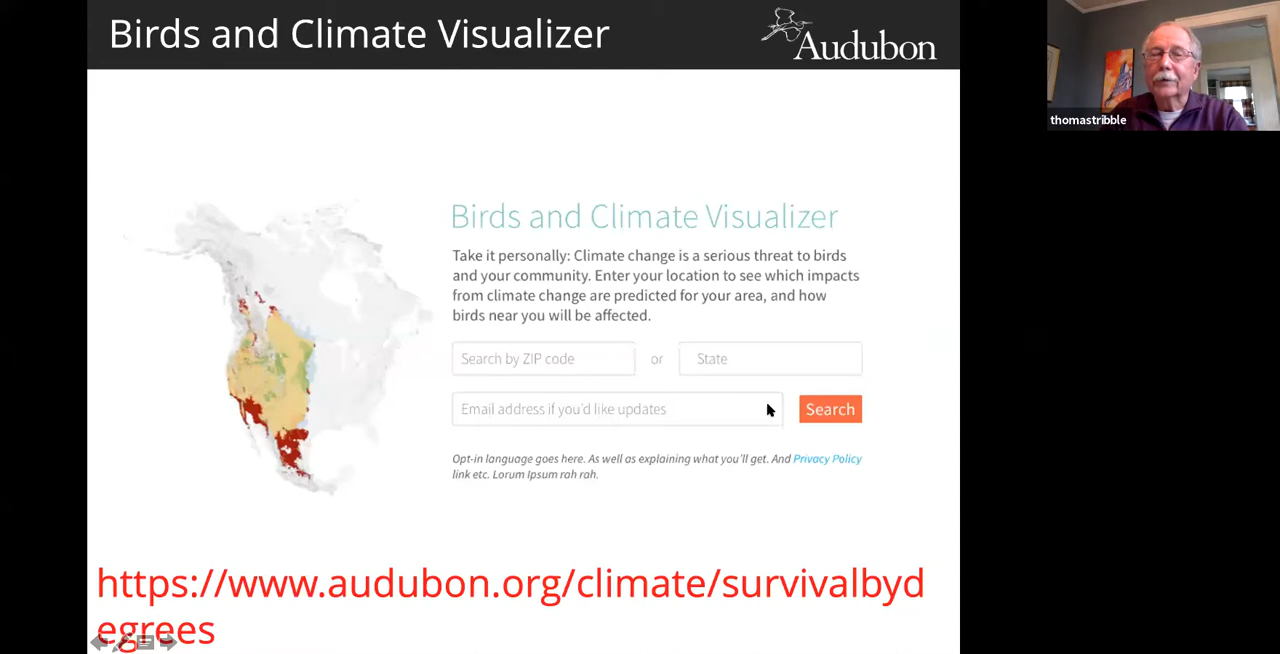 Birds and Climate Visualizer
Audubon
thomastribble
Birds and Climate Visualizer
Take it personally: Climate change is a serious threat to birds
and your community. Enter your location to see which impacts
from climate change are predicted for your area, and how
birds near you will be affected.
Search by ZIP code or State
Email address if you'd like updates Search
Opt-in language goes here. As well as explaining what you'll get. And Privacy Policy
link etc. Lorum Ipsum rah rah.
https://www.audubon.org/climate/survivalbyd
egrees